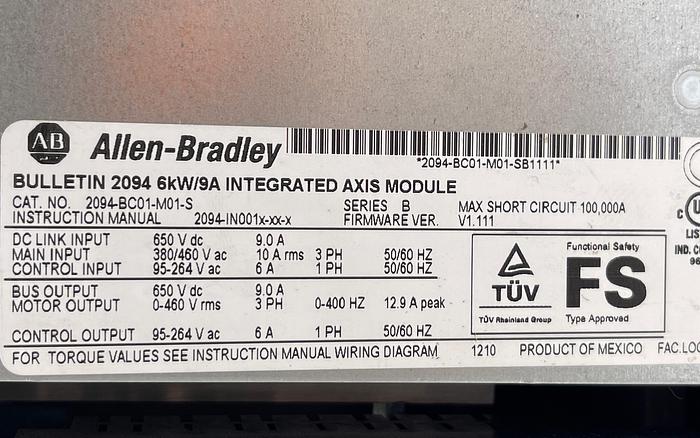 AB Allen-Bradley
*2094-BC01-M01-SB1111*
BULLETIN 2094 6kW/9A INTEGRATED AXIS MODULE
CAT. NO. 2094-BC01-M01-S SERIES B MAX SHORT CIRCUIT 100,000A
INSTRUCTION MANUAL 2094-IN001x-xx-x FIRMWARE VER. V1.111
DC LINK INPUT 650 V dc 9.0 A
MAIN INPUT 380/460 V ac 10 A rms 3 PH 50/60 HZ
CONTROL INPUT 95-264 V ac 6 A 1 PH 50/60 HZ
BUS OUTPUT 650 V dc 9.0 A
MOTOR OUTPUT 0-460 V rms 3 PH 0-400 HZ 12.9 A peak
CONTROL OUTPUT 95-264 V ac 6 A 1 PH 50/60 HZ
FOR TORQUE VALUES SEE INSTRUCTION MANUAL WIRING DIAGRAM 1210 PRODUCT OF MEXICO FAC.LOC
TÜV
TÜV Rheinland Group
Functional Safety
FS
Type Approved
C
LIS
IND. CO
96